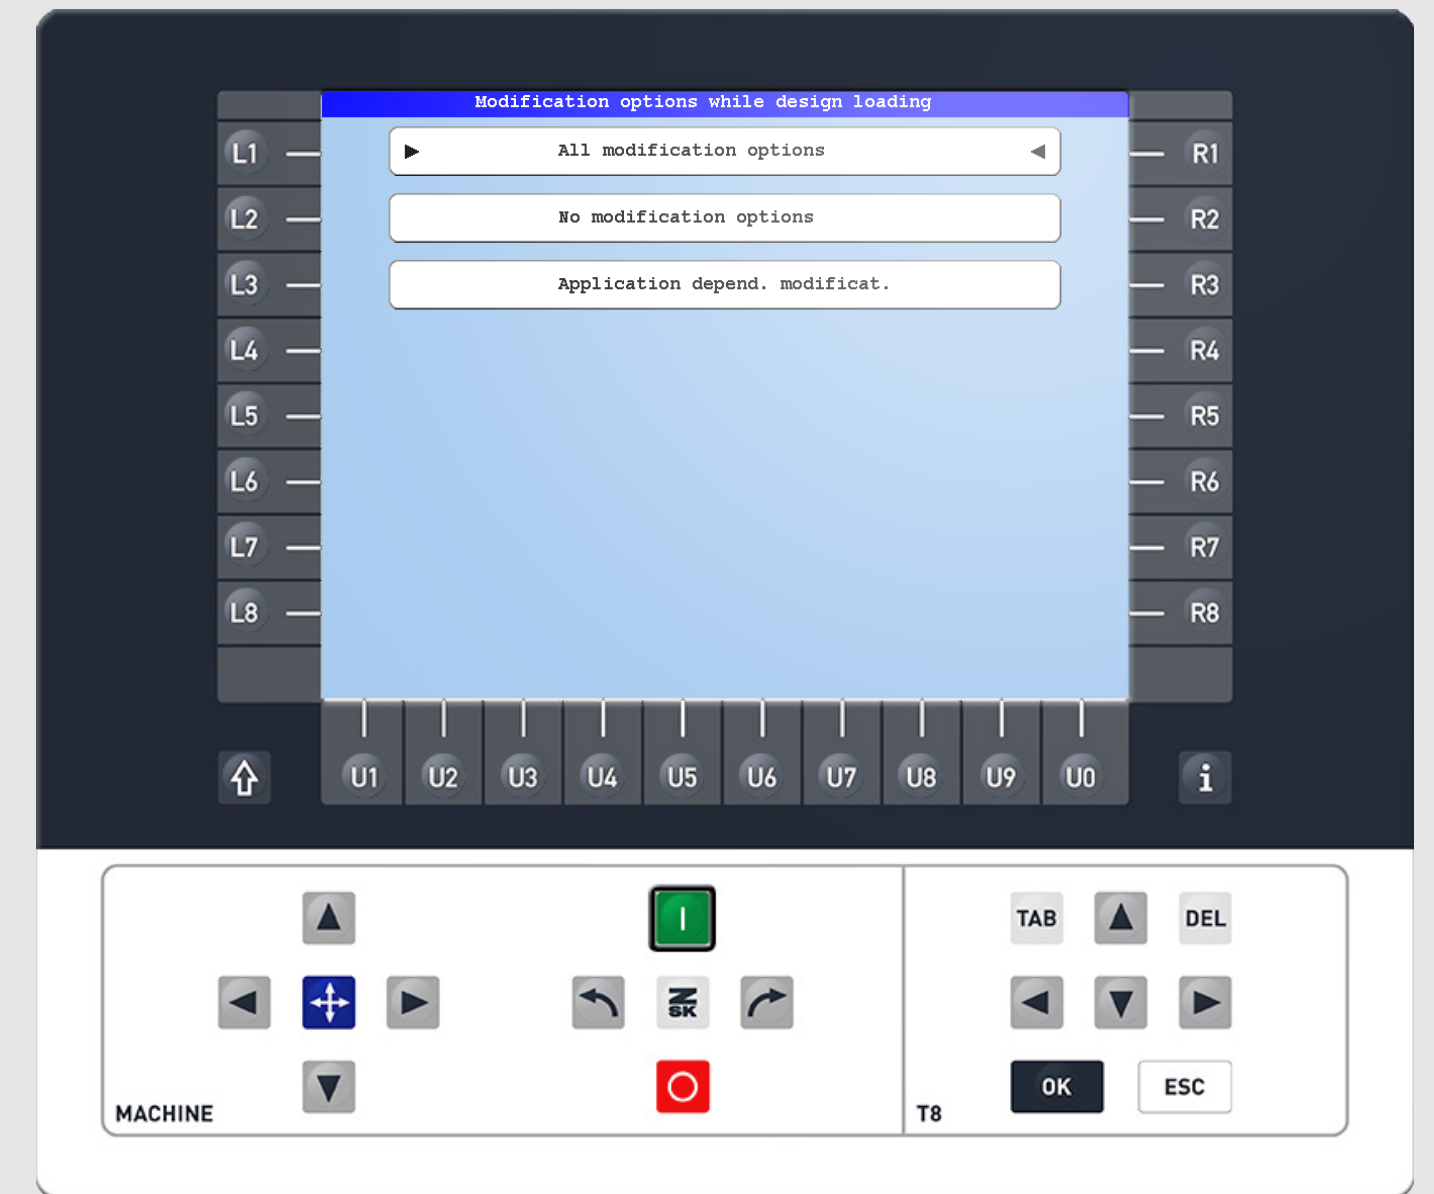 Modification options while design loading
L1 All modification options R1
L2 No modification options R2
L3 Application depend. modificat. R3
L4 R4
L5 R5
L6 R6
L7 R7
L8 R8
U1 U2 U3 U4 U5 U6 U7 U8 U9 U0 i
I TAB DEL
ZSK
OK ESC
MACHINE T8